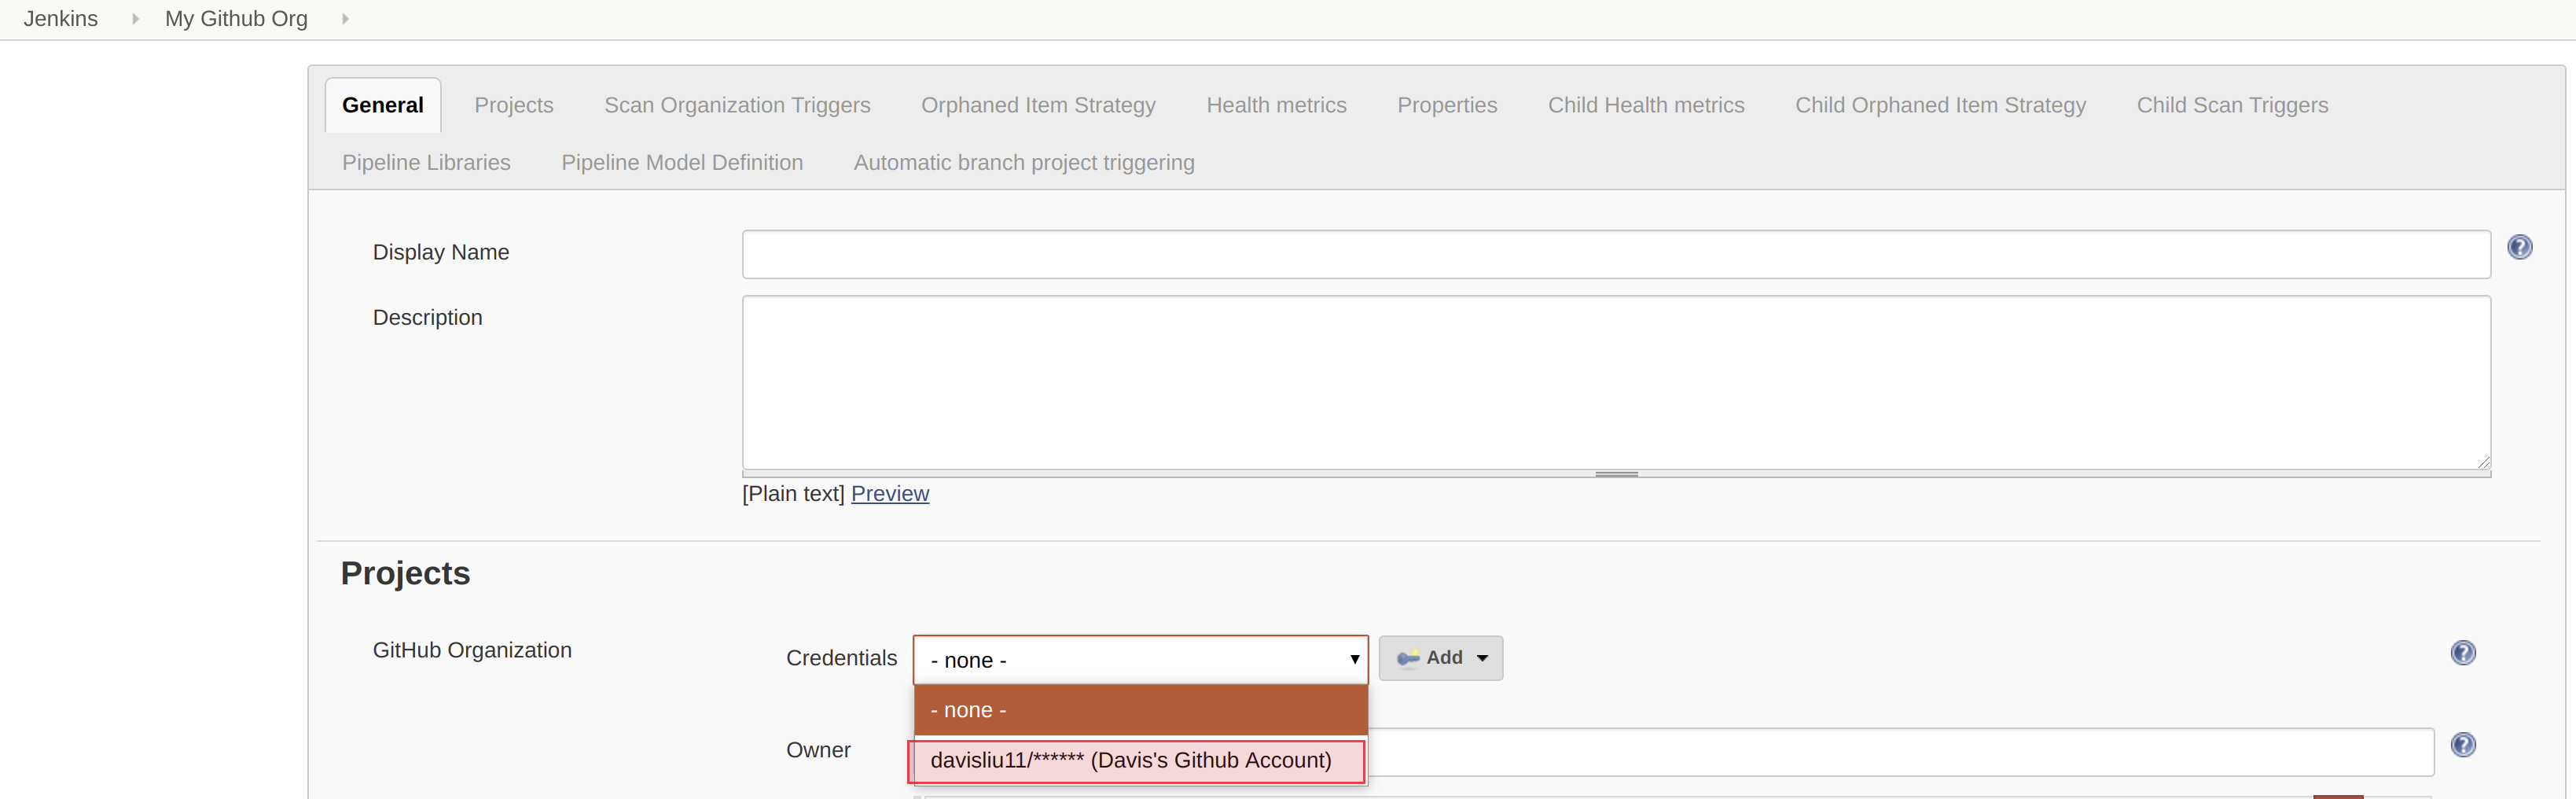 Jenkins My Github Org
General Projects Scan Organization Triggers Orphaned Item Strategy Health metrics Properties Child Health metrics Child Orphaned Item Strategy Child Scan Triggers
Pipeline Libraries Pipeline Model Definition Automatic branch project triggering
Display Name
Description
[Plain text] Preview
Projects
GitHub Organization Credentials - none - Add
- none -
Owner davisliu11/****** (Davis's Github Account)